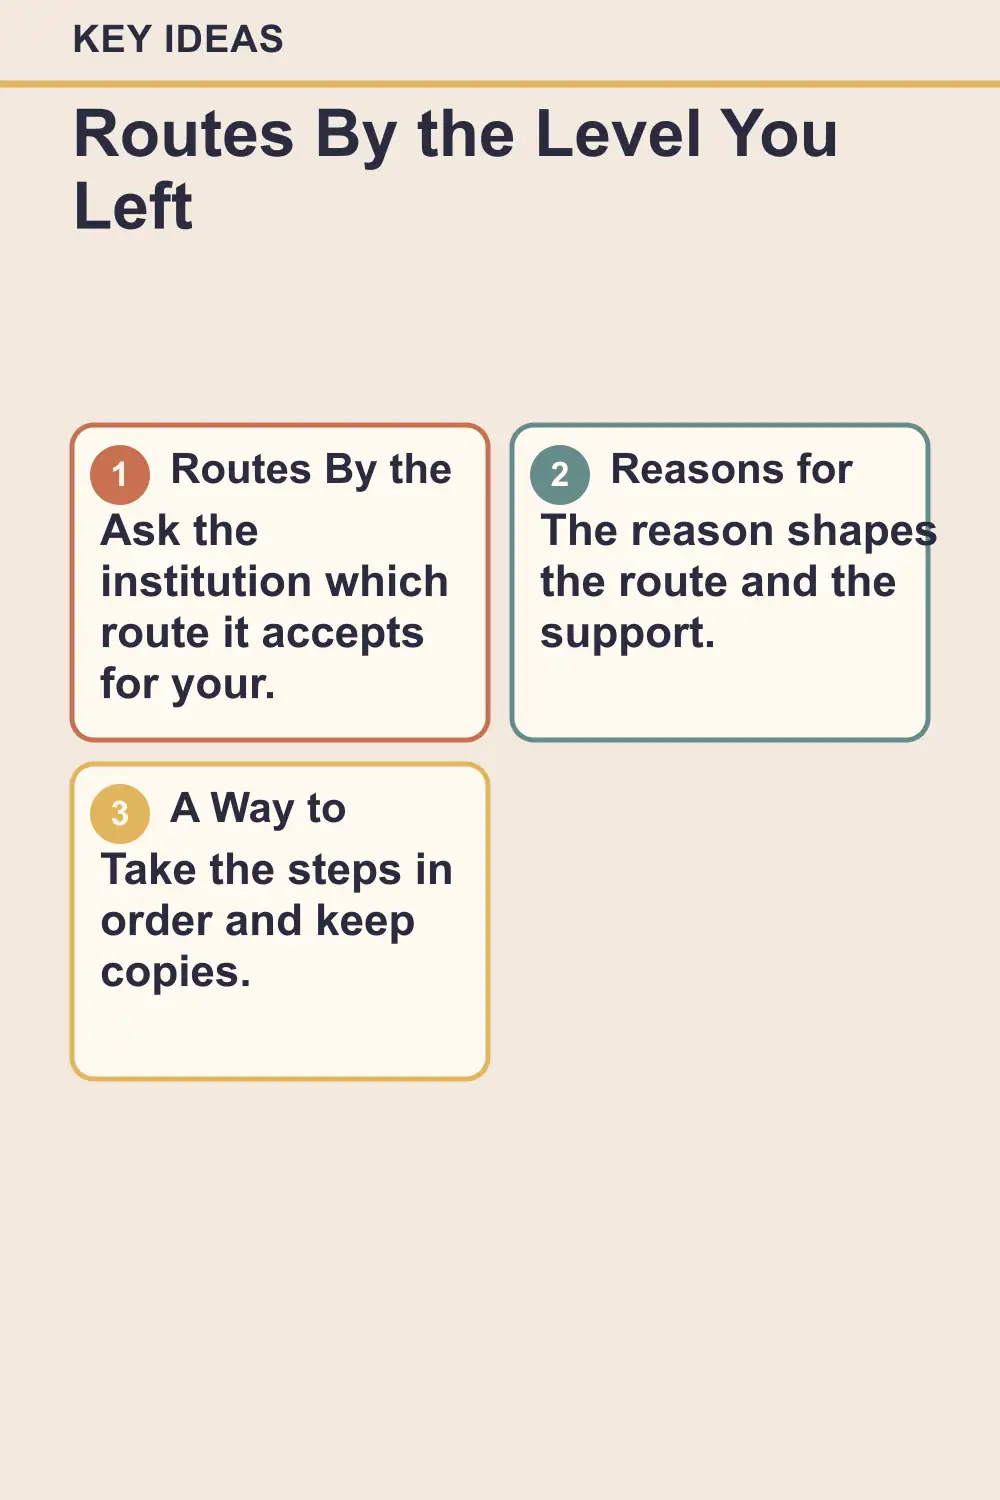 KEY IDEAS
Routes By the Level You
Left
1 Routes By the
Ask the
institution which
route it accepts
for your.
2 Reasons for
The reason shapes
the route and the
support.
3 A Way to
Take the steps in
order and keep
copies.